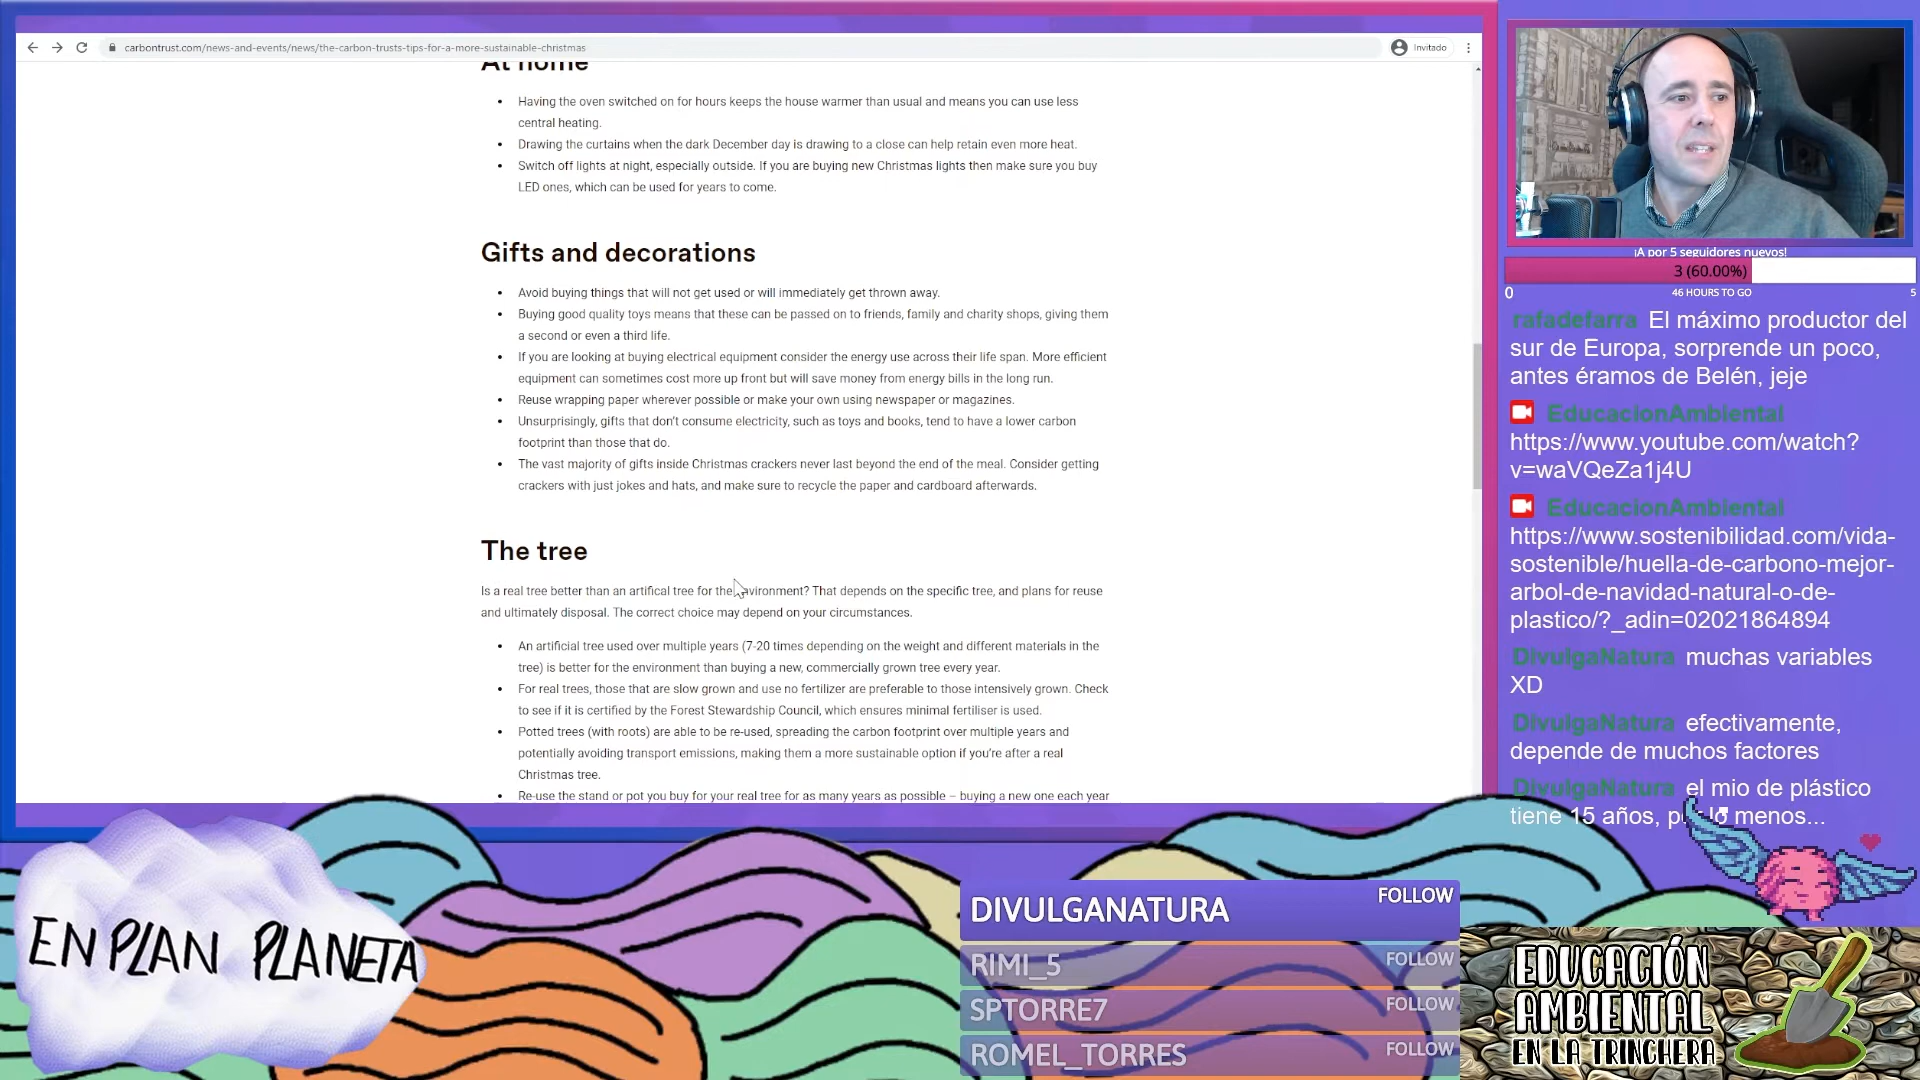 carbontrust.com/news-and-events/news/the-carbon-trusts-tips-for-a-more-sustainable-christmas
Invitado
At home
• Having the oven switched on for hours keeps the house warmer than usual and means you can use less
central heating.
• Drawing the curtains when the dark December day is drawing to a close can help retain even more heat.
• Switch off lights at night, especially outside. If you are buying new Christmas lights then make sure you buy
LED ones, which can be used for years to come.
Gifts and decorations
• Avoid buying things that will not get used or will immediately get thrown away.
• Buying good quality toys means that these can be passed on to friends, family and charity shops, giving them
a second or even a third life.
• If you are looking at buying electrical equipment consider the energy use across their life span. More efficient
equipment can sometimes cost more up front but will save money from energy bills in the long run.
• Reuse wrapping paper wherever possible or make your own using newspaper or magazines.
• Unsurprisingly, gifts that don’t consume electricity, such as toys and books, tend to have a lower carbon
footprint than those that do.
• The vast majority of gifts inside Christmas crackers never last beyond the end of the meal. Consider getting
crackers with just jokes and hats, and make sure to recycle the paper and cardboard afterwards.
The tree
Is a real tree better than an artifical tree for the environment? That depends on the specific tree, and plans for reuse
and ultimately disposal. The correct choice may depend on your circumstances.
• An artificial tree used over multiple years (7-20 times depending on the weight and different materials in the
tree) is better for the environment than buying a new, commercially grown tree every year.
• For real trees, those that are slow grown and use no fertilizer are preferable to those intensively grown. Check
to see if it is certified by the Forest Stewardship Council, which ensures minimal fertiliser is used.
• Potted trees (with roots) are able to be re-used, spreading the carbon footprint over multiple years and
potentially avoiding transport emissions, making them a more sustainable option if you’re after a real
Christmas tree.
• Re-use the stand or pot you buy for your real tree for as many years as possible – buying a new one each year
¡A por 5 seguidores nuevos!
3 (60.00%)
0 46 HOURS TO GO 5
rafadefarra El máximo productor del
sur de Europa, sorprende un poco,
antes éramos de Belén, jeje
EducacionAmbiental
https://www.youtube.com/watch?
v=waVQeZa1j4U
EducacionAmbiental
https://www.sostenibilidad.com/vida-
sostenible/huella-de-carbono-mejor-
arbol-de-navidad-natural-o-de-
plastico/?_adin=02021864894
DivulgaNatura muchas variables
XD
DivulgaNatura efectivamente,
depende de muchos factores
DivulgaNatura el mio de plástico
tiene 15 años, por lo menos...
EN PLAN PLANETA
DIVULGANATURA FOLLOW
RIMI_5 FOLLOW
SPTORRE7 FOLLOW
ROMEL_TORRES FOLLOW
EDUCACIÓN
AMBIENTAL
EN LA TRINCHERA